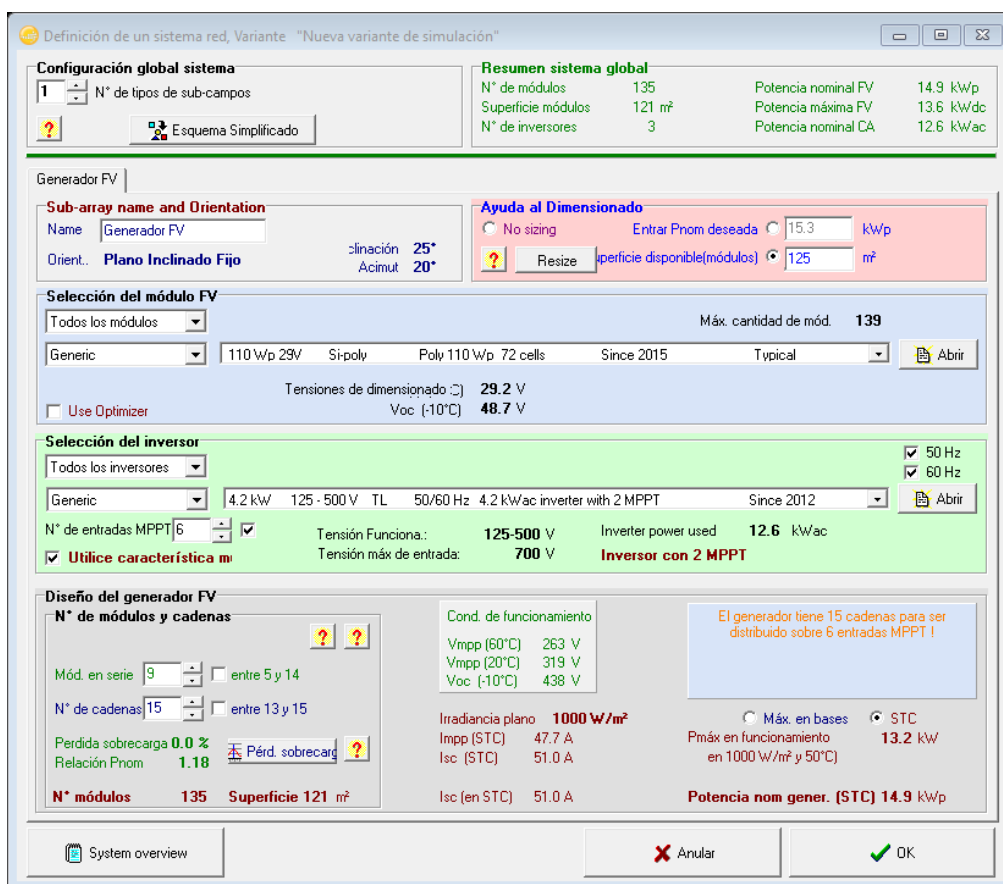 Definición de un sistema red, Variante "Nueva variante de simulación"
Configuración global sistema
1 N° de tipos de sub-campos
? Esquema Simplificado
Resumen sistema global
N° de módulos 135 Potencia nominal FV 14.9 kWp
Superficie módulos 121 m² Potencia máxima FV 13.6 kWdc
N° de inversores 3 Potencia nominal CA 12.6 kWac
Generador FV
Sub-array name and Orientation
Name Generador FV
Orient.. Plano Inclinado Fijo
:linación 25°
Acimut 20°
Ayuda al Dimensionado
No sizing Entrar Pnom deseada 15.3 kWp
? Resize uperficie disponible(módulos) 125 m²
Selección del módulo FV
Todos los módulos Máx. cantidad de mód. 139
Generic 110 Wp 29V Si-poly Poly 110 Wp 72 cells Since 2015 Typical Abrir
Tensiones de dimensionado :C) 29.2 V
Use Optimizer Voc (-10°C) 48.7 V
Selección del inversor
Todos los inversores 50 Hz
60 Hz
Generic 4.2 kW 125 - 500 V TL 50/60 Hz 4.2 kWac inverter with 2 MPPT Since 2012 Abrir
N° de entradas MPPT 6 Tensión Funciona.: 125-500 V Inverter power used 12.6 kWac
Utilice característica m Tensión máx de entrada: 700 V Inversor con 2 MPPT
Diseño del generador FV
N° de módulos y cadenas
? ?
Mód. en serie 9 entre 5 y 14
N° de cadenas 15 entre 13 y 15
Perdida sobrecarga 0.0 % Pérd. sobrecarg ?
Relación Pnom 1.18
N° módulos 135 Superficie 121 m²
Cond. de funcionamiento
Vmpp (60°C) 263 V
Vmpp (20°C) 319 V
Voc (-10°C) 438 V
Irradiancia plano 1000 W/m²
Impp (STC) 47.7 A
Isc (STC) 51.0 A
Isc (en STC) 51.0 A
El generador tiene 15 cadenas para ser
distribuido sobre 6 entradas MPPT !
Máx. en bases STC
Pmáx en funcionamiento 13.2 kW
en 1000 W/m² y 50°C)
Potencia nom gener. (STC) 14.9 kWp
System overview Anular OK